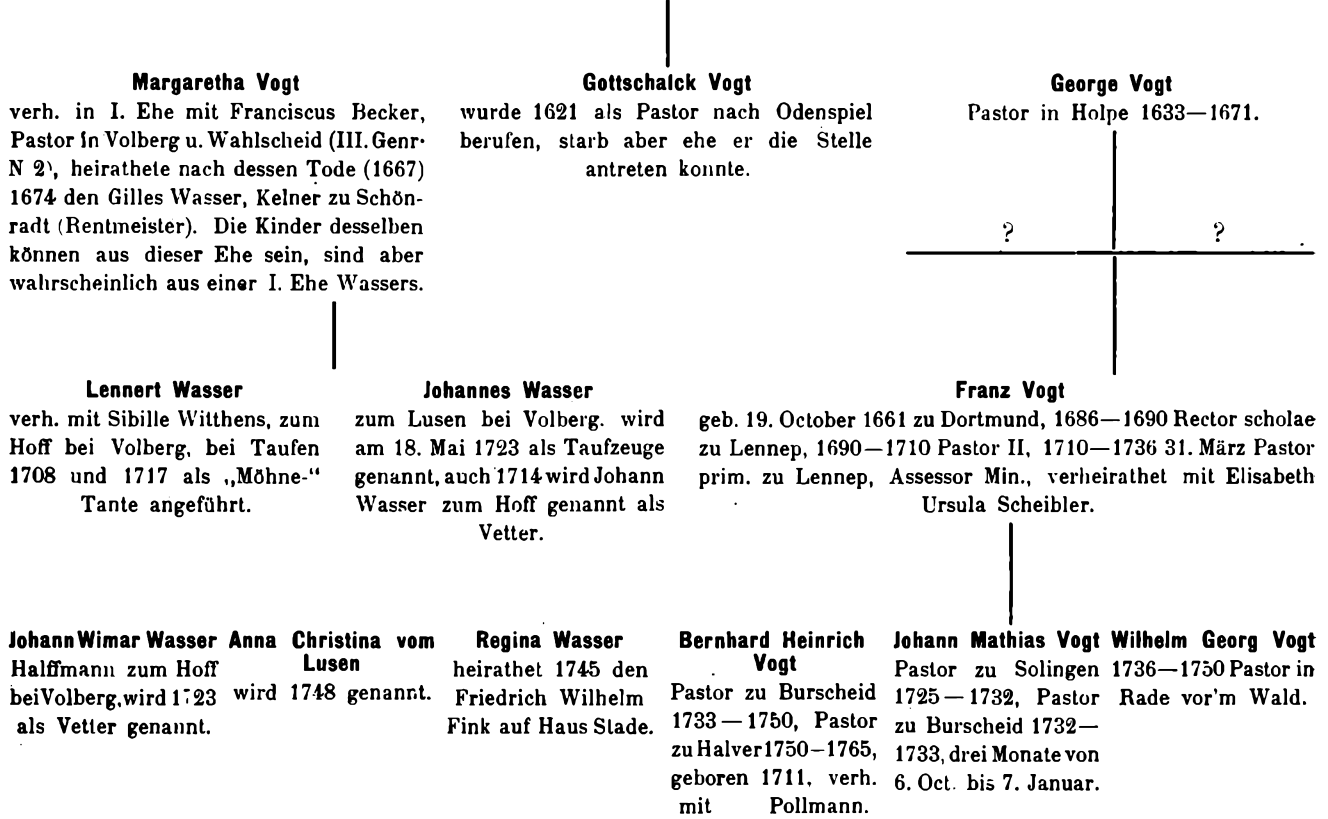 Margaretha Vogt
verh. in I. Ehe mit Franciscus Becker,
Pastor in Volberg u. Wahlscheid (III. Genr.
N 2), heirathete nach dessen Tode (1667)
1674 den Gilles Wasser, Kelner zu Schön-
radt (Rentmeister). Die Kinder desselben
können aus dieser Ehe sein, sind aber
wahrscheinlich aus einer I. Ehe Wassers.
Gottschalck Vogt
wurde 1621 als Pastor nach Odenspiel
berufen, starb aber ehe er die Stelle
antreten konnte.
George Vogt
Pastor in Holpe 1633—1671.
? ?
Lennert Wasser
verh. mit Sibille Witthens, zum
Hoff bei Volberg, bei Taufen
1708 und 1717 als „Möhne-“
Tante angeführt.
Johannes Wasser
zum Lusen bei Volberg. wird
am 18. Mai 1723 als Taufzeuge
genannt, auch 1714 wird Johann
Wasser zum Hoff genannt als
Vetter.
Franz Vogt
geb. 19. October 1661 zu Dortmund, 1686—1690 Rector scholae
zu Lennep, 1690—1710 Pastor II, 1710—1736 31. März Pastor
prim. zu Lennep, Assessor Min., verheirathet mit Elisabeth
Ursula Scheibler.
Johann Wimar Wasser
Halffmann zum Hoff
bei Volberg, wird 1723
als Vetter genannt.
Anna Christina vom
Lusen
wird 1748 genannt.
Regina Wasser
heirathet 1745 den
Friedrich Wilhelm
Fink auf Haus Stade.
Bernhard Heinrich
Vogt
Pastor zu Burscheid
1733—1750, Pastor
zu Halver 1750—1765,
geboren 1711, verh.
mit Pollmann.
Johann Mathias Vogt
Pastor zu Solingen
1725—1732, Pastor
zu Burscheid 1732—
1733, drei Monate von
6. Oct. bis 7. Januar.
Wilhelm Georg Vogt
1736—1750 Pastor in
Rade vor'm Wald.